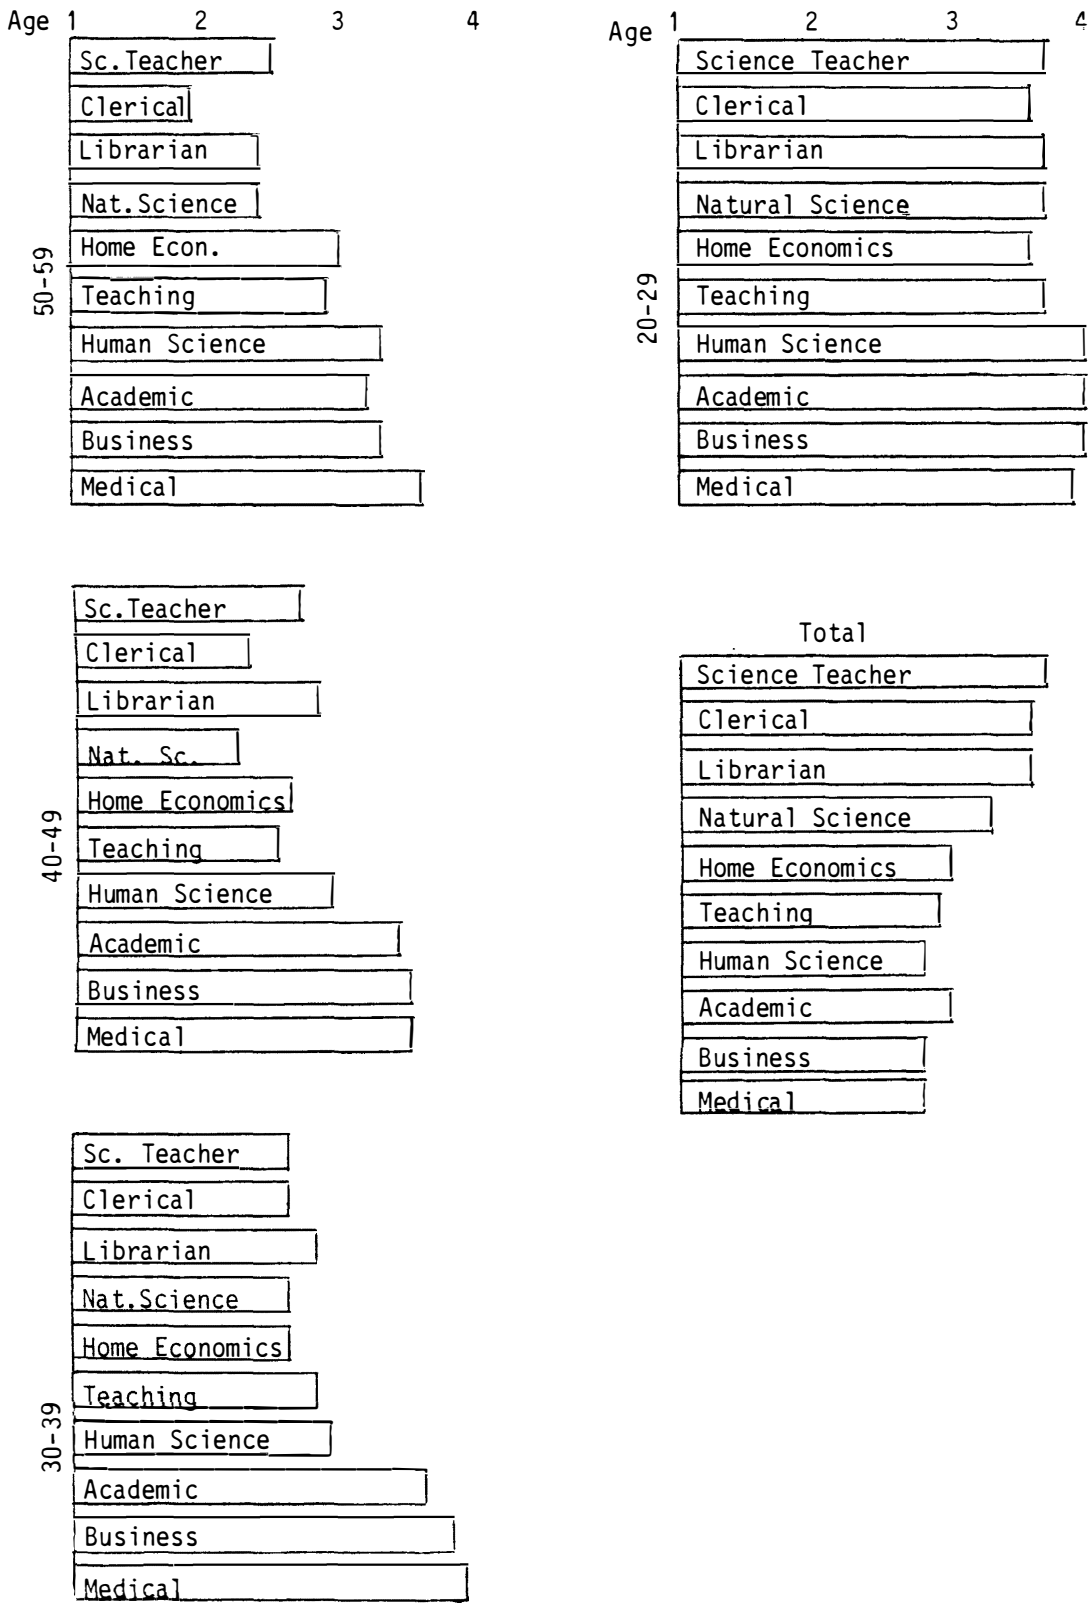 Age 1 2 3 4
50-59
Sc.Teacher
Clerical
Librarian
Nat.Science
Home Econ.
Teaching
Human Science
Academic
Business
Medical
40-49
Sc.Teacher
Clerical
Librarian
Nat. Sc.
Home Economics
Teaching
Human Science
Academic
Business
Medical
30-39
Sc. Teacher
Clerical
Librarian
Nat.Science
Home Economics
Teaching
Human Science
Academic
Business
Medical
Age 1 2 3 4
20-29
Science Teacher
Clerical
Librarian
Natural Science
Home Economics
Teaching
Human Science
Academic
Business
Medical
Total
Science Teacher
Clerical
Librarian
Natural Science
Home Economics
Teaching
Human Science
Academic
Business
Medical